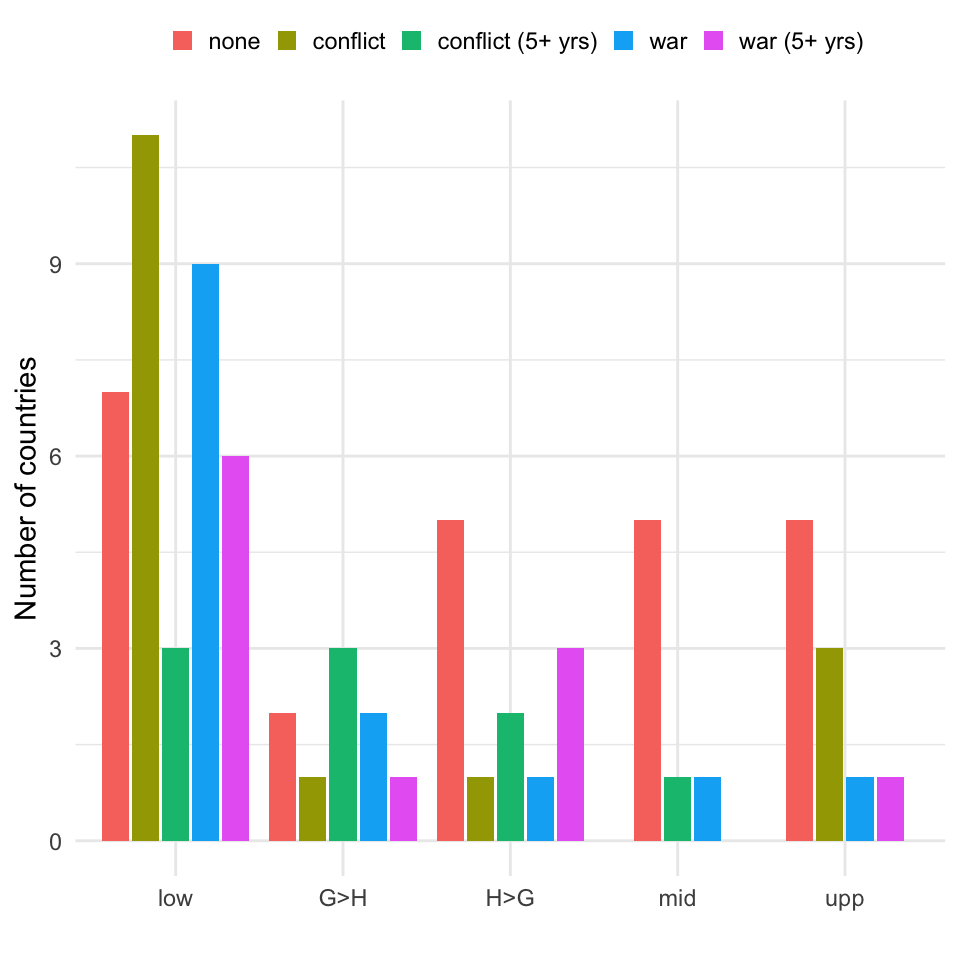 none conflict conflict (5+ yrs) war war (5+ yrs)
Number of countries
9
6
3
0
low G>H H>G mid upp